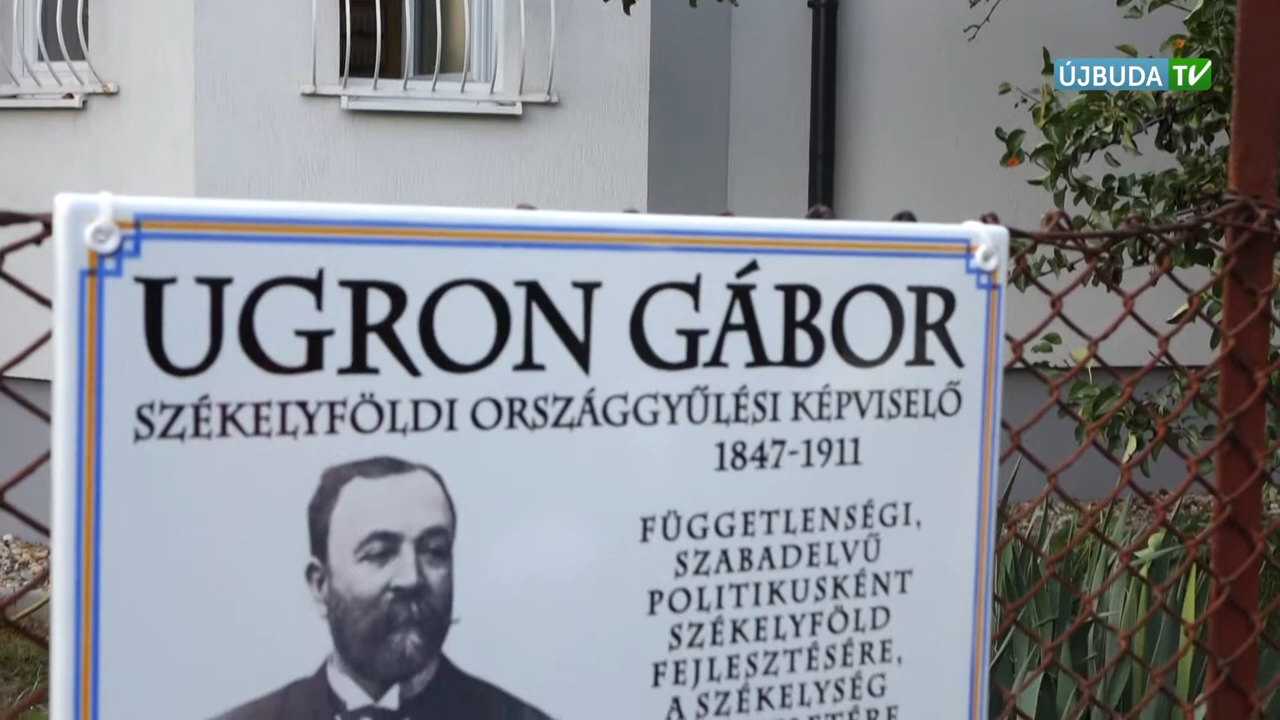 ÚJBUDA TV
UGRON GÁBOR
SZÉKELYFÖLDI ORSZÁGGYŰLÉSI KÉPVISELŐ
1847-1911
FÜGGETLENSÉGI,
SZABADELVŰ
POLITIKUSKÉNT
SZÉKELYFÖLD
FEJLESZTÉSÉRE,
A SZÉKELYSÉG